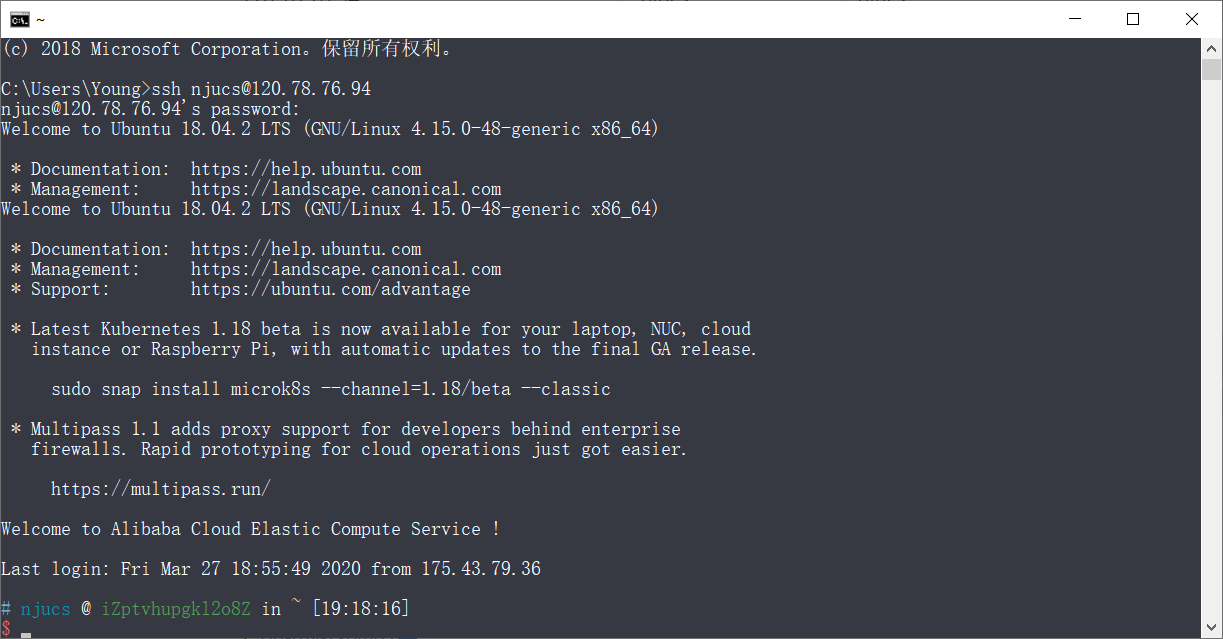 ~
(c) 2018 Microsoft Corporation。保留所有权利。
C:\Users\Young>ssh njucs@120.78.76.94
njucs@120.78.76.94's password:
Welcome to Ubuntu 18.04.2 LTS (GNU/Linux 4.15.0-48-generic x86_64)
* Documentation:  https://help.ubuntu.com
* Management:     https://landscape.canonical.com
Welcome to Ubuntu 18.04.2 LTS (GNU/Linux 4.15.0-48-generic x86_64)
* Documentation:  https://help.ubuntu.com
* Management:     https://landscape.canonical.com
* Support:        https://ubuntu.com/advantage
* Latest Kubernetes 1.18 beta is now available for your laptop, NUC, cloud
instance or Raspberry Pi, with automatic updates to the final GA release.
sudo snap install microk8s --channel=1.18/beta --classic
* Multipass 1.1 adds proxy support for developers behind enterprise
firewalls. Rapid prototyping for cloud operations just got easier.
https://multipass.run/
Welcome to Alibaba Cloud Elastic Compute Service !
Last login: Fri Mar 27 18:55:49 2020 from 175.43.79.36
# njucs @ iZptvhupgkl2o8Z in ~ [19:18:16]
$